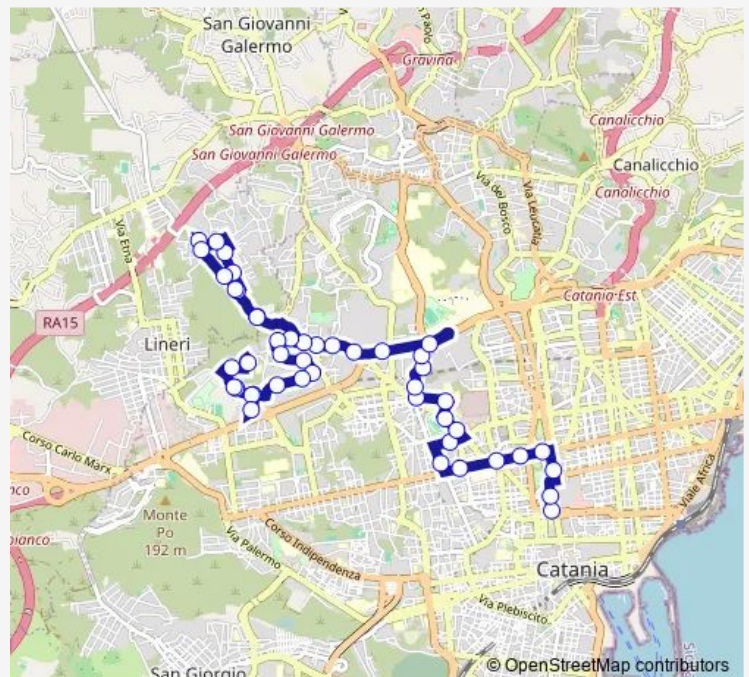 San Giovanni
Galermo
Gravina
San Giovanni Galermo
San Giovanni Galermo
Canalicchio
Canalicchio
Canalicchio
Via del Bosco
Via Leucatia
Via Etna
Catania-Est
RA15
Lineri
Corso Carlo Marx
Monte
Po
192 m
Corso Indipendenza
Via Palermo
Viale Africa
Catania
Via Plebiscito
San Giorgio
© OpenStreetMap contributors